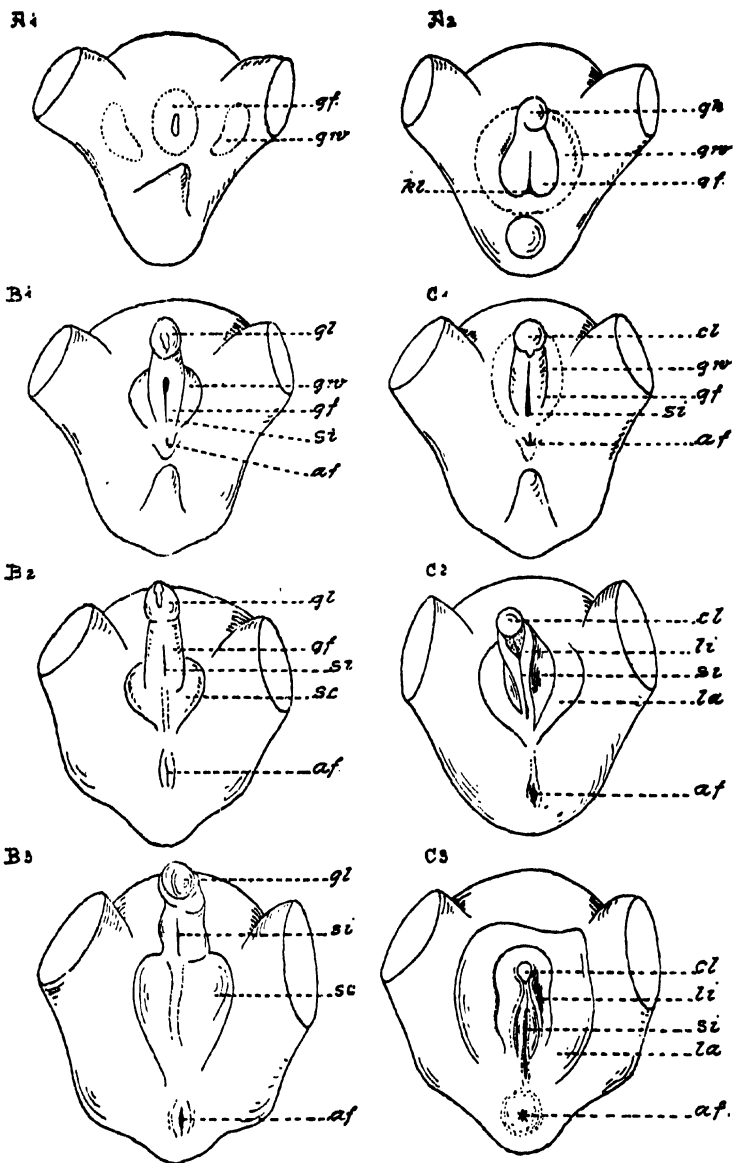 A1
gf.
gw
A2
gh
gw
gf.
kl
B1
gl
gw
gf
si
af
C1
cl
gw
gf
si
af
B2
gl
gf
si
sc
af.
C2
cl
li
si
la
af
B3
gl
si
sc
af
C3
cl
li
si
la
af.